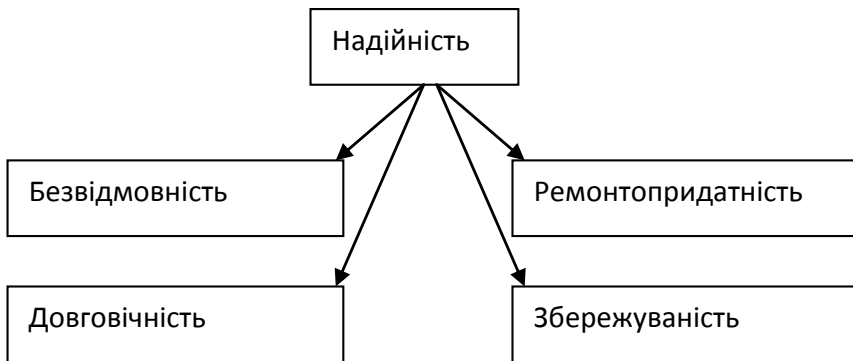 Надійність
Безвідмовність
Ремонтопридатність
Довговічність
Збережуваність